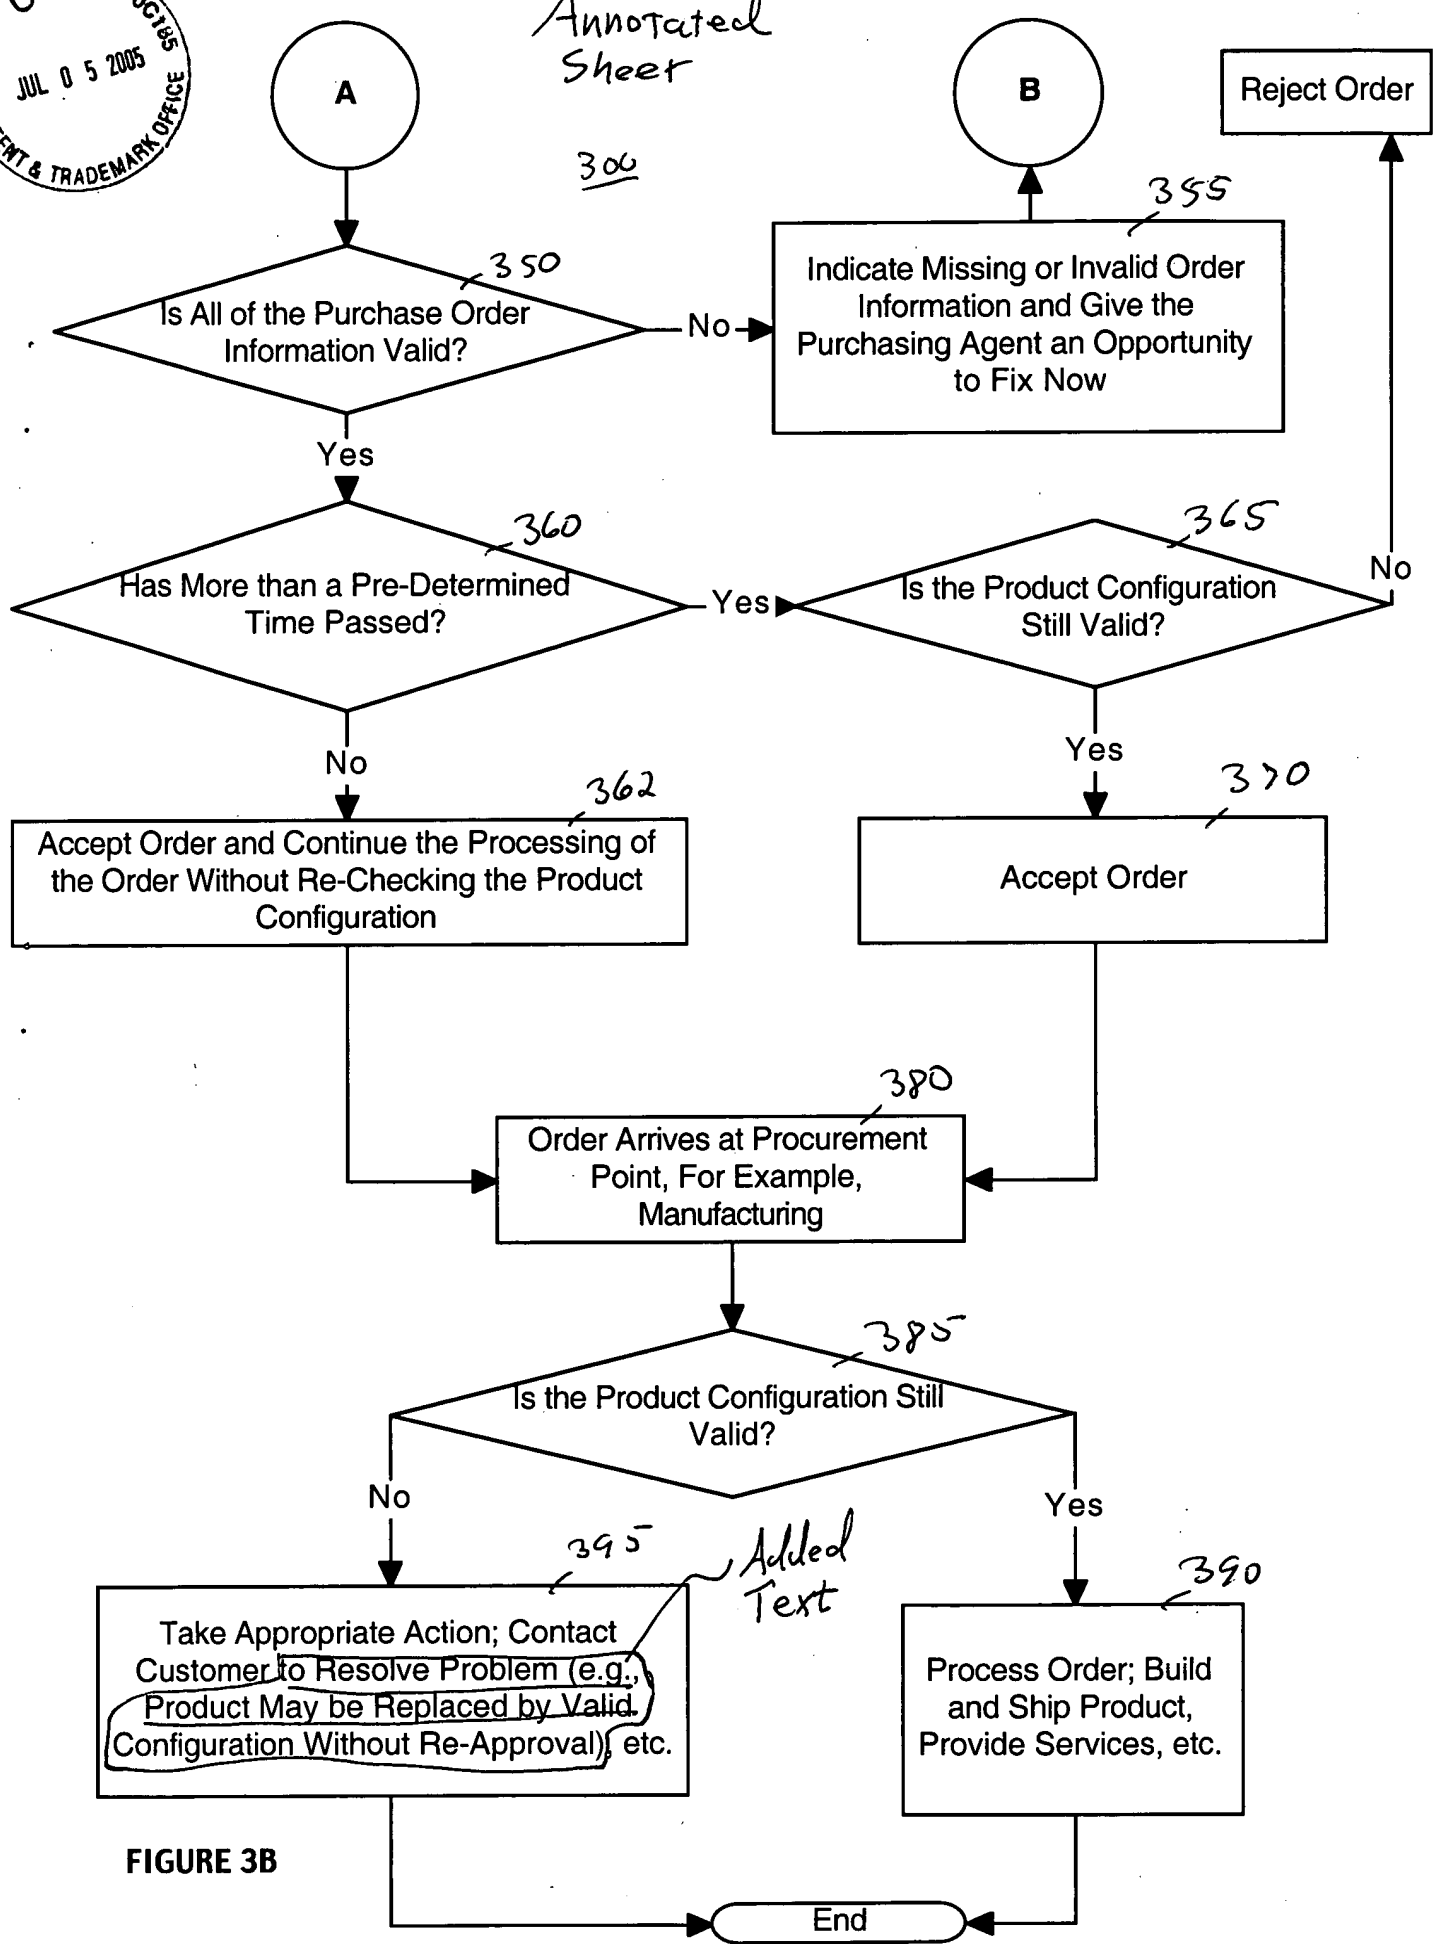 JUL 0 5 2005
& TRADEMARK OFFICE
Annotated
Sheet
A
B
Reject Order
300
355
350
Is All of the Purchase Order
Information Valid?
No
Indicate Missing or Invalid Order
Information and Give the
Purchasing Agent an Opportunity
to Fix Now
Yes
360
Has More than a Pre-Determined
Time Passed?
Yes
365
Is the Product Configuration
Still Valid?
No
No
Yes
362
Accept Order and Continue the Processing of
the Order Without Re-Checking the Product
Configuration
370
Accept Order
380
Order Arrives at Procurement
Point, For Example,
Manufacturing
385
Is the Product Configuration Still
Valid?
No
Yes
395
Added
Text
390
Take Appropriate Action; Contact
Customer to Resolve Problem (e.g.,
Product May be Replaced by Valid
Configuration Without Re-Approval), etc.
Process Order; Build
and Ship Product,
Provide Services, etc.
FIGURE 3B
End